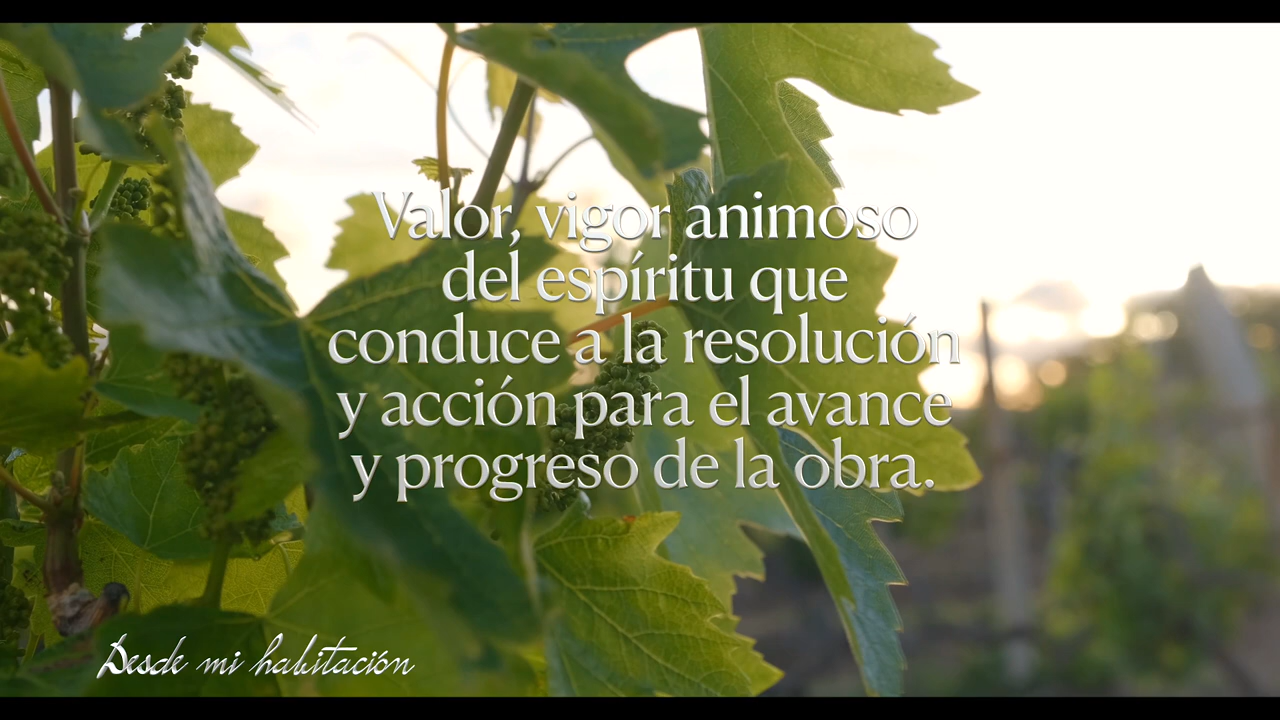 Valor, vigor animoso
del espíritu que
conduce a la resolución
y acción para el avance
y progreso de la obra.
Desde mi habitación